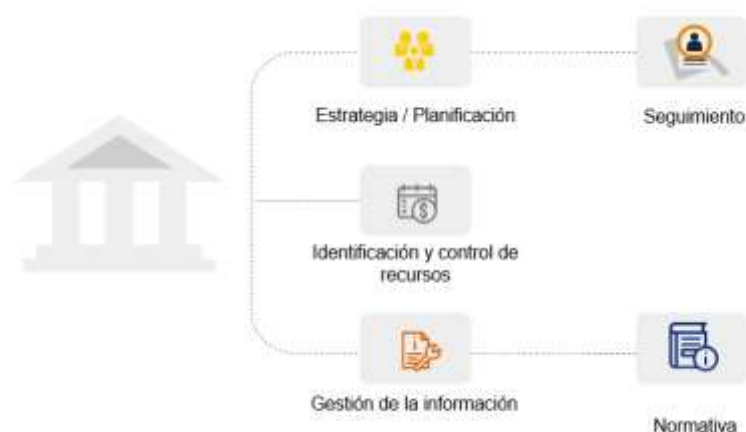 Estrategia / Planificación
Seguimiento
Identificación y control de
recursos
Gestión de la información
Normativa